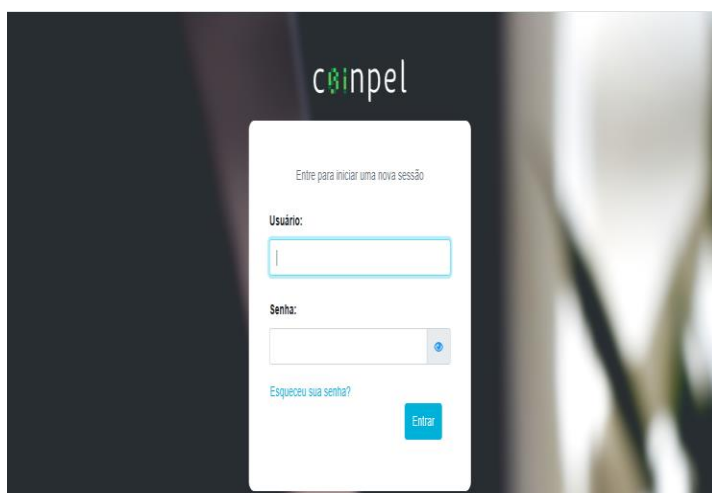 coinpel
Entre para iniciar uma nova sessão
Usuário:
Senha:
Esqueceu sua senha?
Entrar